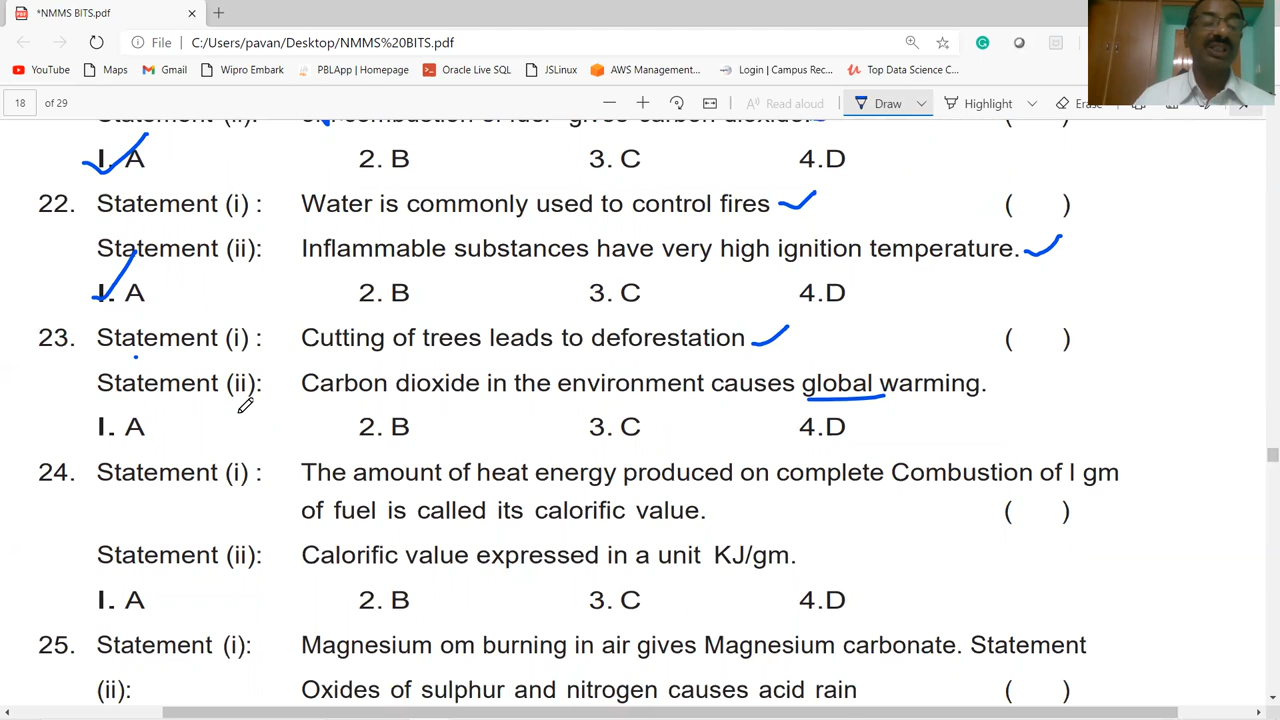 *NMMS BITS.pdf
File C:/Users/pavan/Desktop/NMMS%20BITS.pdf
YouTube Maps Gmail Wipro Embark PBLApp | Homepage Oracle Live SQL JSLinux AWS Management... Login | Campus Rec... Top Data Science C...
18 of 29 Read aloud Draw Highlight Erase
combustion of fuel gives carbon dioxide. ( )
I. A 2. B 3. C 4.D
22. Statement (i) : Water is commonly used to control fires ( )
Statement (ii): Inflammable substances have very high ignition temperature.
I. A 2. B 3. C 4.D
23. Statement (i) : Cutting of trees leads to deforestation ( )
Statement (ii): Carbon dioxide in the environment causes global warming.
I. A 2. B 3. C 4.D
24. Statement (i) : The amount of heat energy produced on complete Combustion of I gm
of fuel is called its calorific value. ( )
Statement (ii): Calorific value expressed in a unit KJ/gm.
I. A 2. B 3. C 4.D
25. Statement (i): Magnesium om burning in air gives Magnesium carbonate. Statement
(ii): Oxides of sulphur and nitrogen causes acid rain ( )